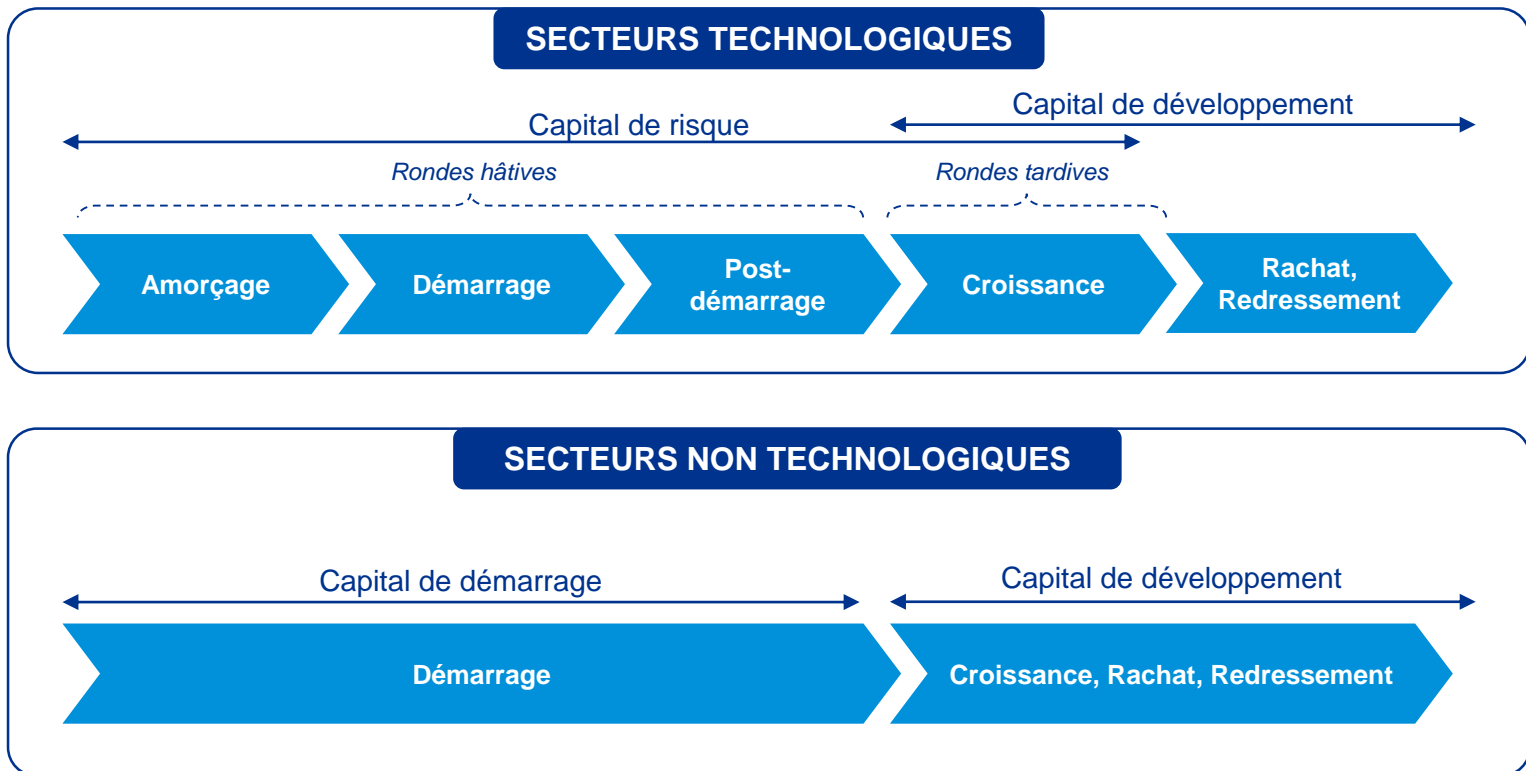 SECTEURS TECHNOLOGIQUES
Capital de développement
Capital de risque
Rondes hâtives
Rondes tardives
Amorçage
Démarrage
Post-
démarrage
Croissance
Rachat,
Redressement
SECTEURS NON TECHNOLOGIQUES
Capital de démarrage
Capital de développement
Démarrage
Croissance, Rachat, Redressement